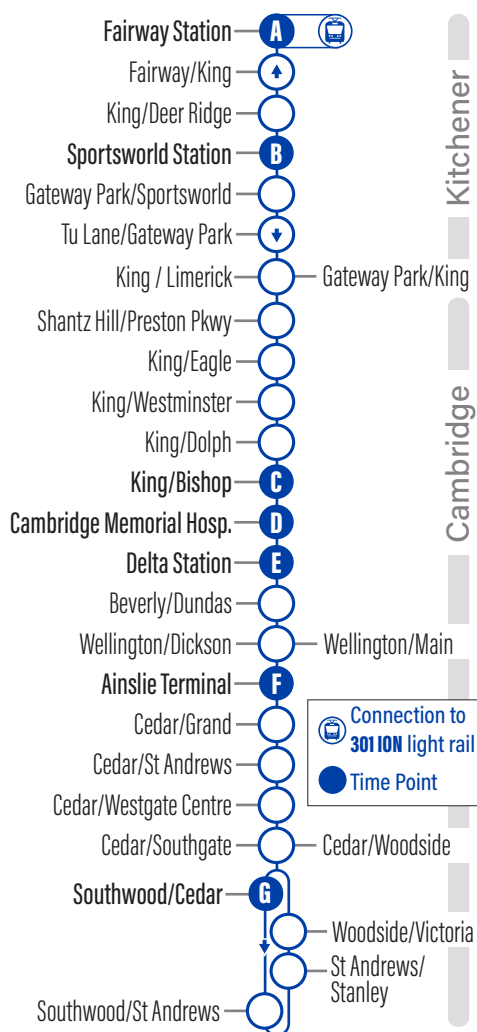 Fairway Station
A
Fairway/King
King/Deer Ridge
Sportsworld Station
B
Gateway Park/Sportsworld
Tu Lane/Gateway Park
King / Limerick
Gateway Park/King
Shantz Hill/Preston Pkwy
King/Eagle
King/Westminster
King/Dolph
King/Bishop
C
Cambridge Memorial Hosp.
D
Delta Station
E
Beverly/Dundas
Wellington/Dickson
Wellington/Main
Ainslie Terminal
F
Cedar/Grand
Cedar/St Andrews
Cedar/Westgate Centre
Cedar/Southgate
Cedar/Woodside
Southwood/Cedar
G
Woodside/Victoria
St Andrews/
Stanley
Southwood/St Andrews
Kitchener
Cambridge
Connection to
301 ION light rail
Time Point